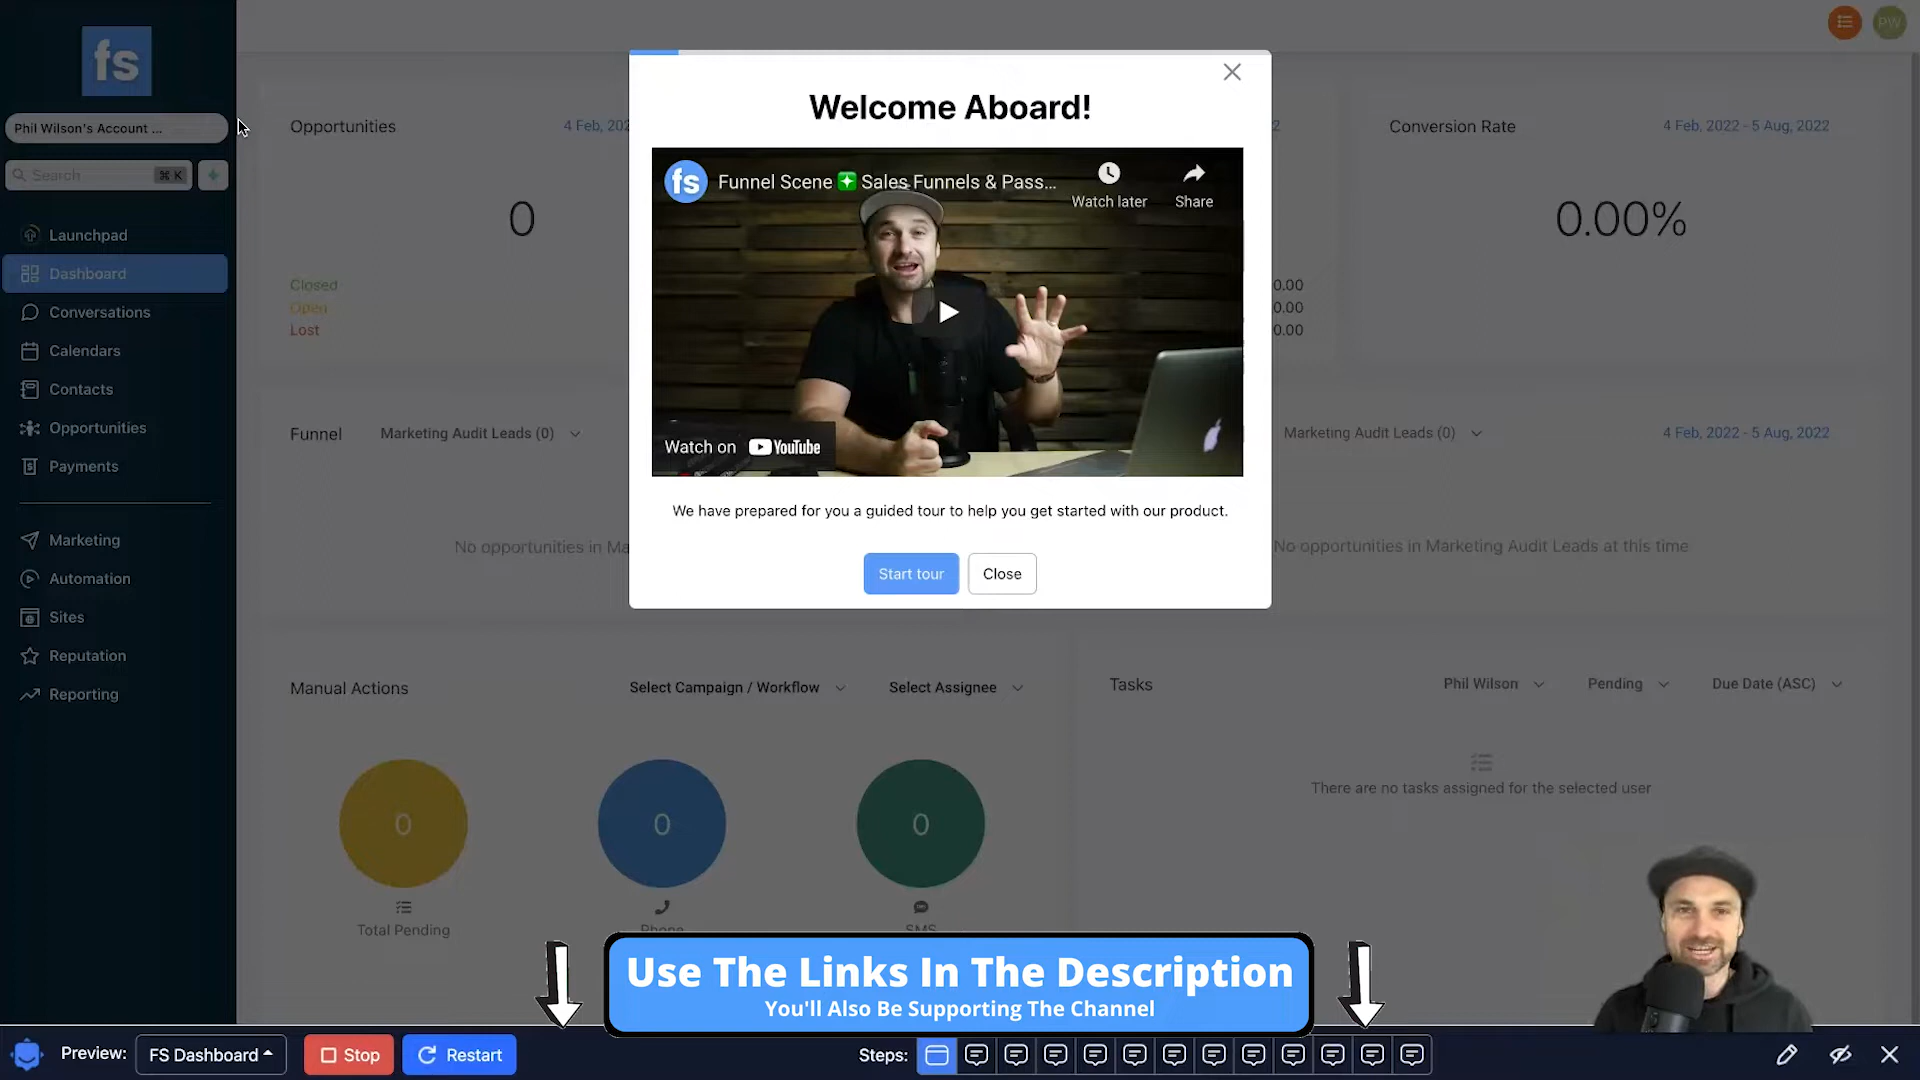 fs
PW
Phil Wilson's Account ...
Search
⌘ K
Launchpad
Dashboard
Conversations
Calendars
Contacts
Opportunities
Payments
Marketing
Automation
Sites
Reputation
Reporting
Opportunities
4 Feb, 202
0
Closed
Open
Lost
2
0.00
0.00
0.00
Conversion Rate
4 Feb, 2022 - 5 Aug, 2022
0.00%
Welcome Aboard!
fs
Funnel Scene Sales Funnels & Pass...
Watch later
Share
Watch on YouTube
We have prepared for you a guided tour to help you get started with our product.
Start tour
Close
Funnel
Marketing Audit Leads (0)
No opportunities in Ma
Marketing Audit Leads (0)
4 Feb, 2022 - 5 Aug, 2022
No opportunities in Marketing Audit Leads at this time
Manual Actions
Select Campaign / Workflow
Select Assignee
0
0
0
Total Pending
Phone
SMS
Tasks
Phil Wilson
Pending
Due Date (ASC)
There are no tasks assigned for the selected user
Use The Links In The Description
You'll Also Be Supporting The Channel
Preview:
FS Dashboard
Stop
Restart
Steps: